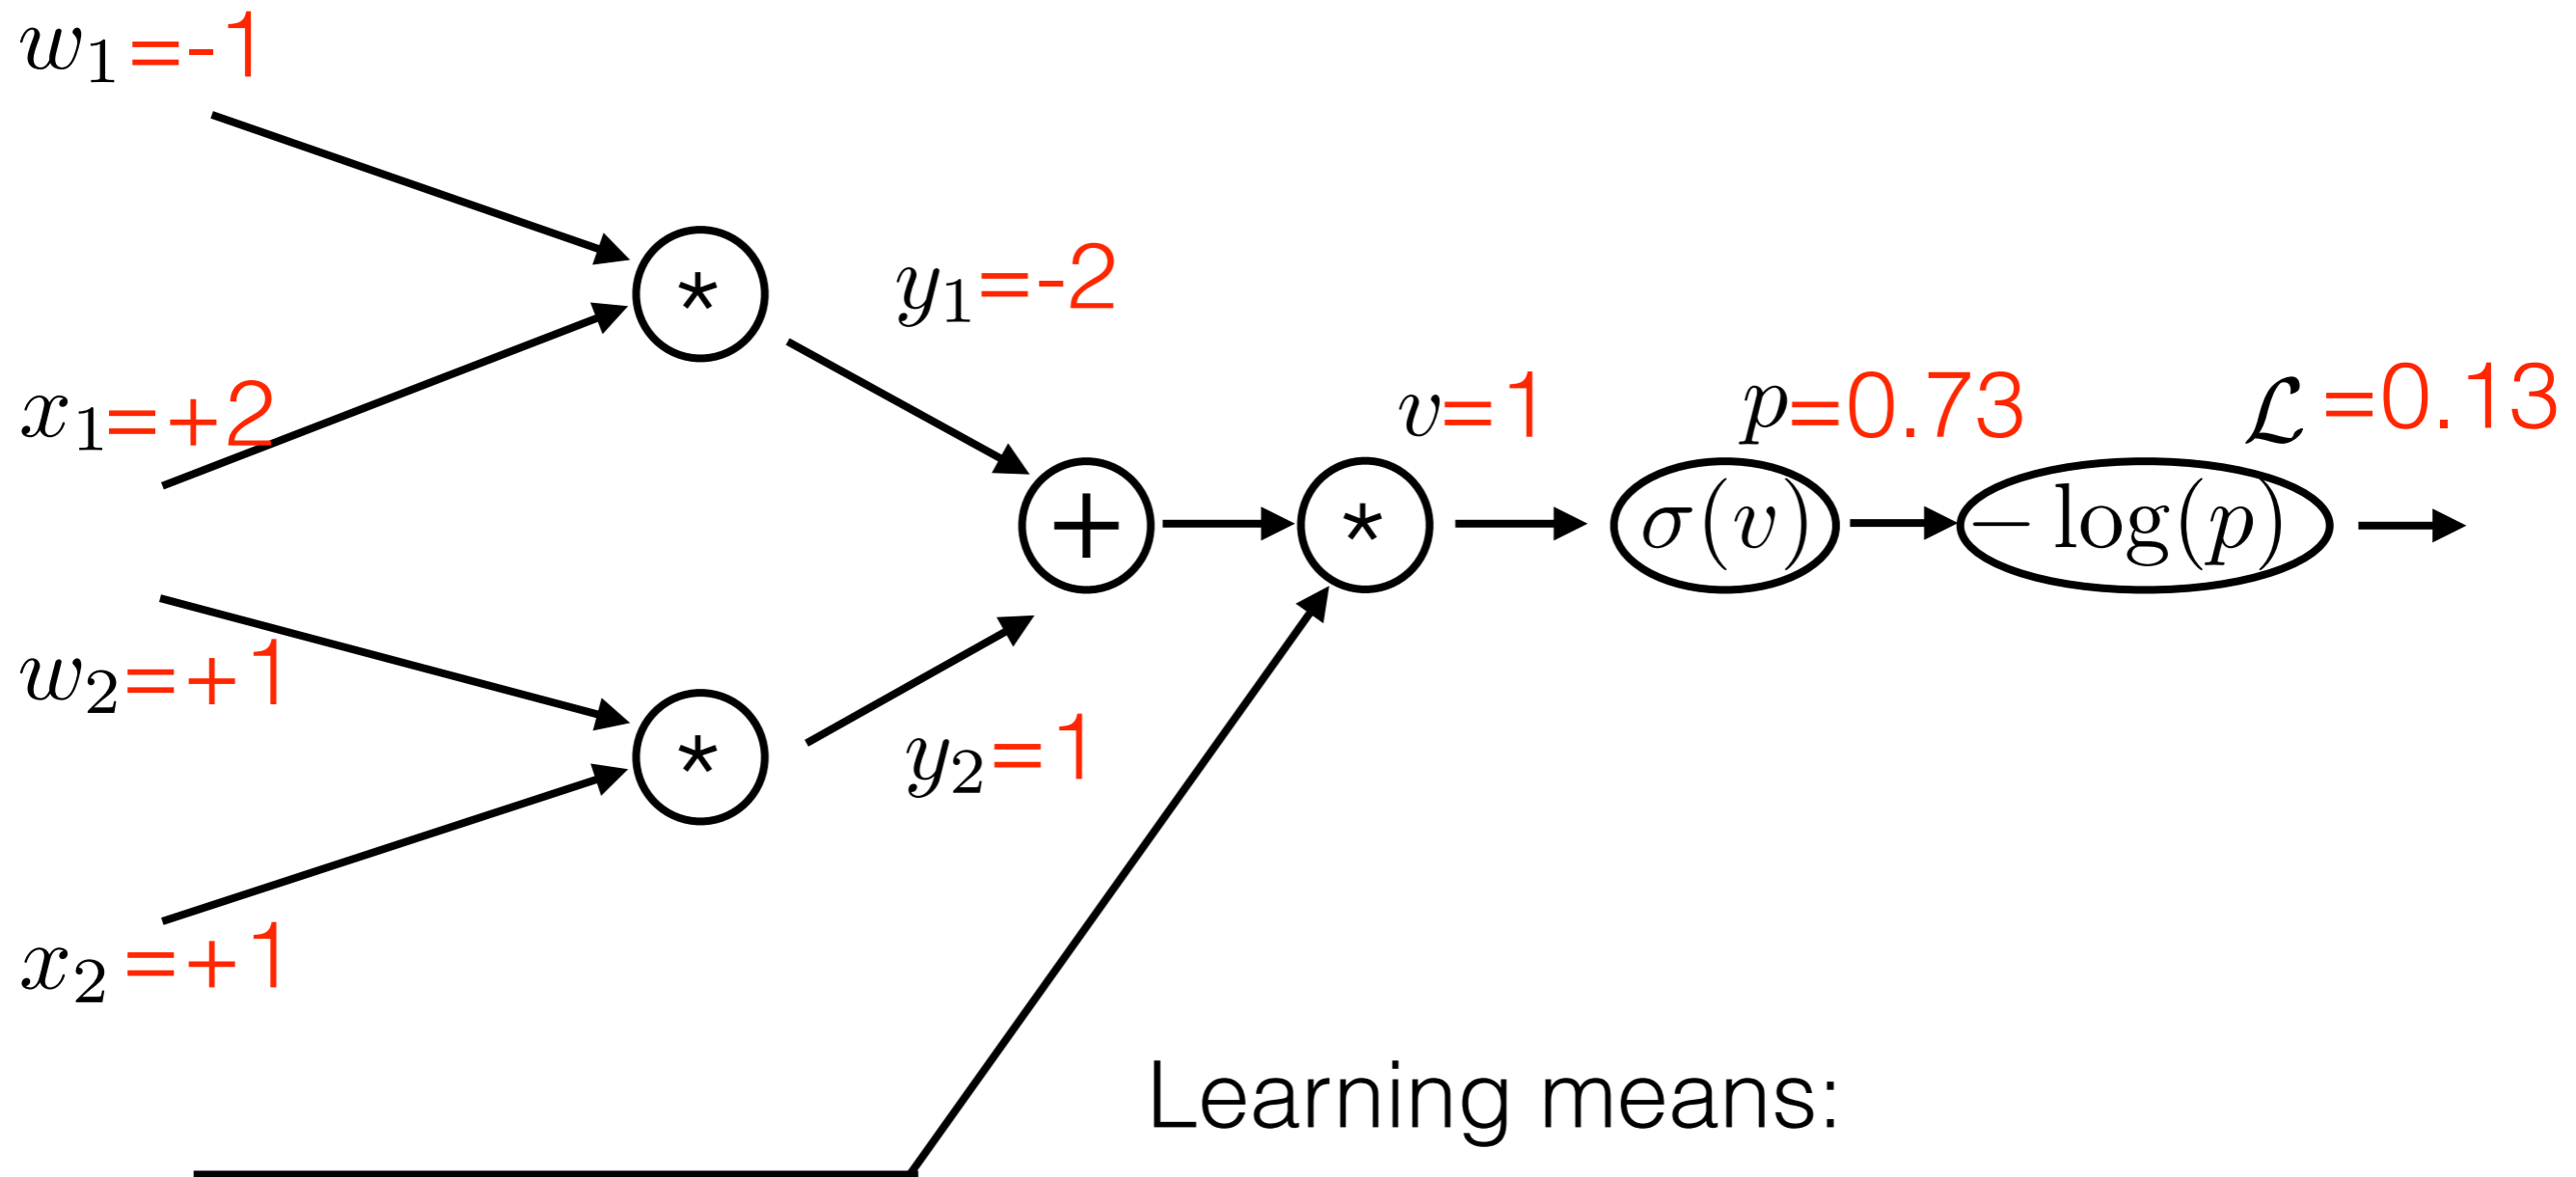 w₁=-1
*
y₁=-2
x₁=+2
v=1
p=0.73
ℒ=0.13
+
*
σ(v)
− log(p)
w₂=+1
*
y₂=1
x₂=+1
Learning means: